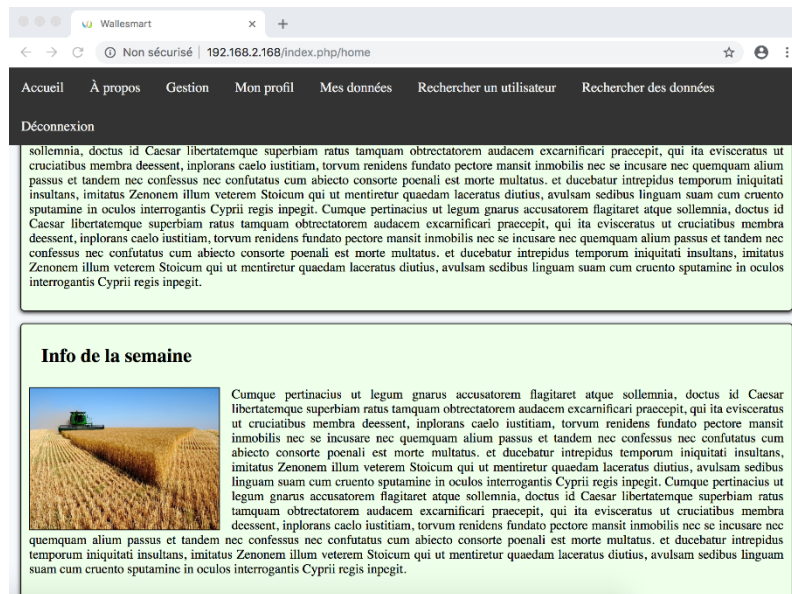 Wallesmart
Non sécurisé | 192.168.2.168/index.php/home
Accueil À propos Gestion Mon profil Mes données Rechercher un utilisateur Rechercher des données
Déconnexion
sollemnia, doctus id Caesar libertatemque superbiam ratus tamquam obtrectatorem audacem excarnificari praecepit, qui ita evisceratus ut
cruciatibus membra deessent, inplorans caelo iustitiam, torvum renidens fundato pectore mansit inmobilis nec se incusare nec quemquam alium
passus et tandem nec confessus nec confutatus cum abiecto consorte poenali est morte multatus. et ducebatur intrepidus temporum iniquitati
insultans, imitatus Zenonem illum veterem Stoicum qui ut mentiretur quaedam laceratus diutius, avulsam sedibus linguam suam cum cruento
sputamine in oculos interrogantis Cyprii regis inpegit. Cumque pertinacius ut legum gnarus accusatorem flagitaret atque sollemnia, doctus id
Caesar libertatemque superbiam ratus tamquam obtrectatorem audacem excarnificari praecepit, qui ita evisceratus ut cruciatibus membra
deessent, inplorans caelo iustitiam, torvum renidens fundato pectore mansit inmobilis nec se incusare nec quemquam alium passus et tandem nec
confessus nec confutatus cum abiecto consorte poenali est morte multatus. et ducebatur intrepidus temporum iniquitati insultans, imitatus
Zenonem illum veterem Stoicum qui ut mentiretur quaedam laceratus diutius, avulsam sedibus linguam suam cum cruento sputamine in oculos
interrogantis Cyprii regis inpegit.
Info de la semaine
Cumque pertinacius ut legum gnarus accusatorem flagitaret atque sollemnia, doctus id Caesar
libertatemque superbiam ratus tamquam obtrectatorem audacem excarnificari praecepit, qui ita evisceratus
ut cruciatibus membra deessent, inplorans caelo iustitiam, torvum renidens fundato pectore mansit
inmobilis nec se incusare nec quemquam alium passus et tandem nec confessus nec confutatus cum
abiecto consorte poenali est morte multatus. et ducebatur intrepidus temporum iniquitati insultans,
imitatus Zenonem illum veterem Stoicum qui ut mentiretur quaedam laceratus diutius, avulsam sedibus
linguam suam cum cruento sputamine in oculos interrogantis Cyprii regis inpegit. Cumque pertinacius ut
legum gnarus accusatorem flagitaret atque sollemnia, doctus id Caesar libertatemque superbiam ratus
tamquam obtrectatorem audacem excarnificari praecepit, qui ita evisceratus ut cruciatibus membra
deessent, inplorans caelo iustitiam, torvum renidens fundato pectore mansit inmobilis nec se incusare nec
quemquam alium passus et tandem nec confessus nec confutatus cum abiecto consorte poenali est morte multatus. et ducebatur intrepidus
temporum iniquitati insultans, imitatus Zenonem illum veterem Stoicum qui ut mentiretur quaedam laceratus diutius, avulsam sedibus linguam
suam cum cruento sputamine in oculos interrogantis Cyprii regis inpegit.